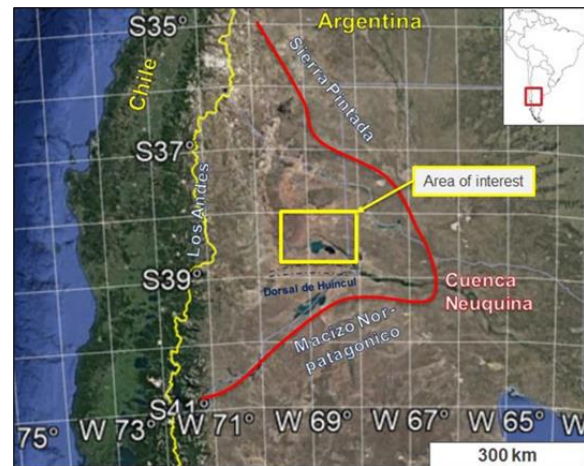 S35°
Argentina
Chile
Sierra Pintada
S37°
Los Andes
Area of interest
S39°
Dorsal de Huincul
Cuenca
Neuquina
Macizo Nor-
patagonico
S41°
75° W 73° W 71° W 69° W 67° W 65° W
300 km